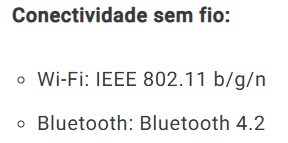 Conectividade sem fio:
Wi-Fi: IEEE 802.11 b/g/n
Bluetooth: Bluetooth 4.2